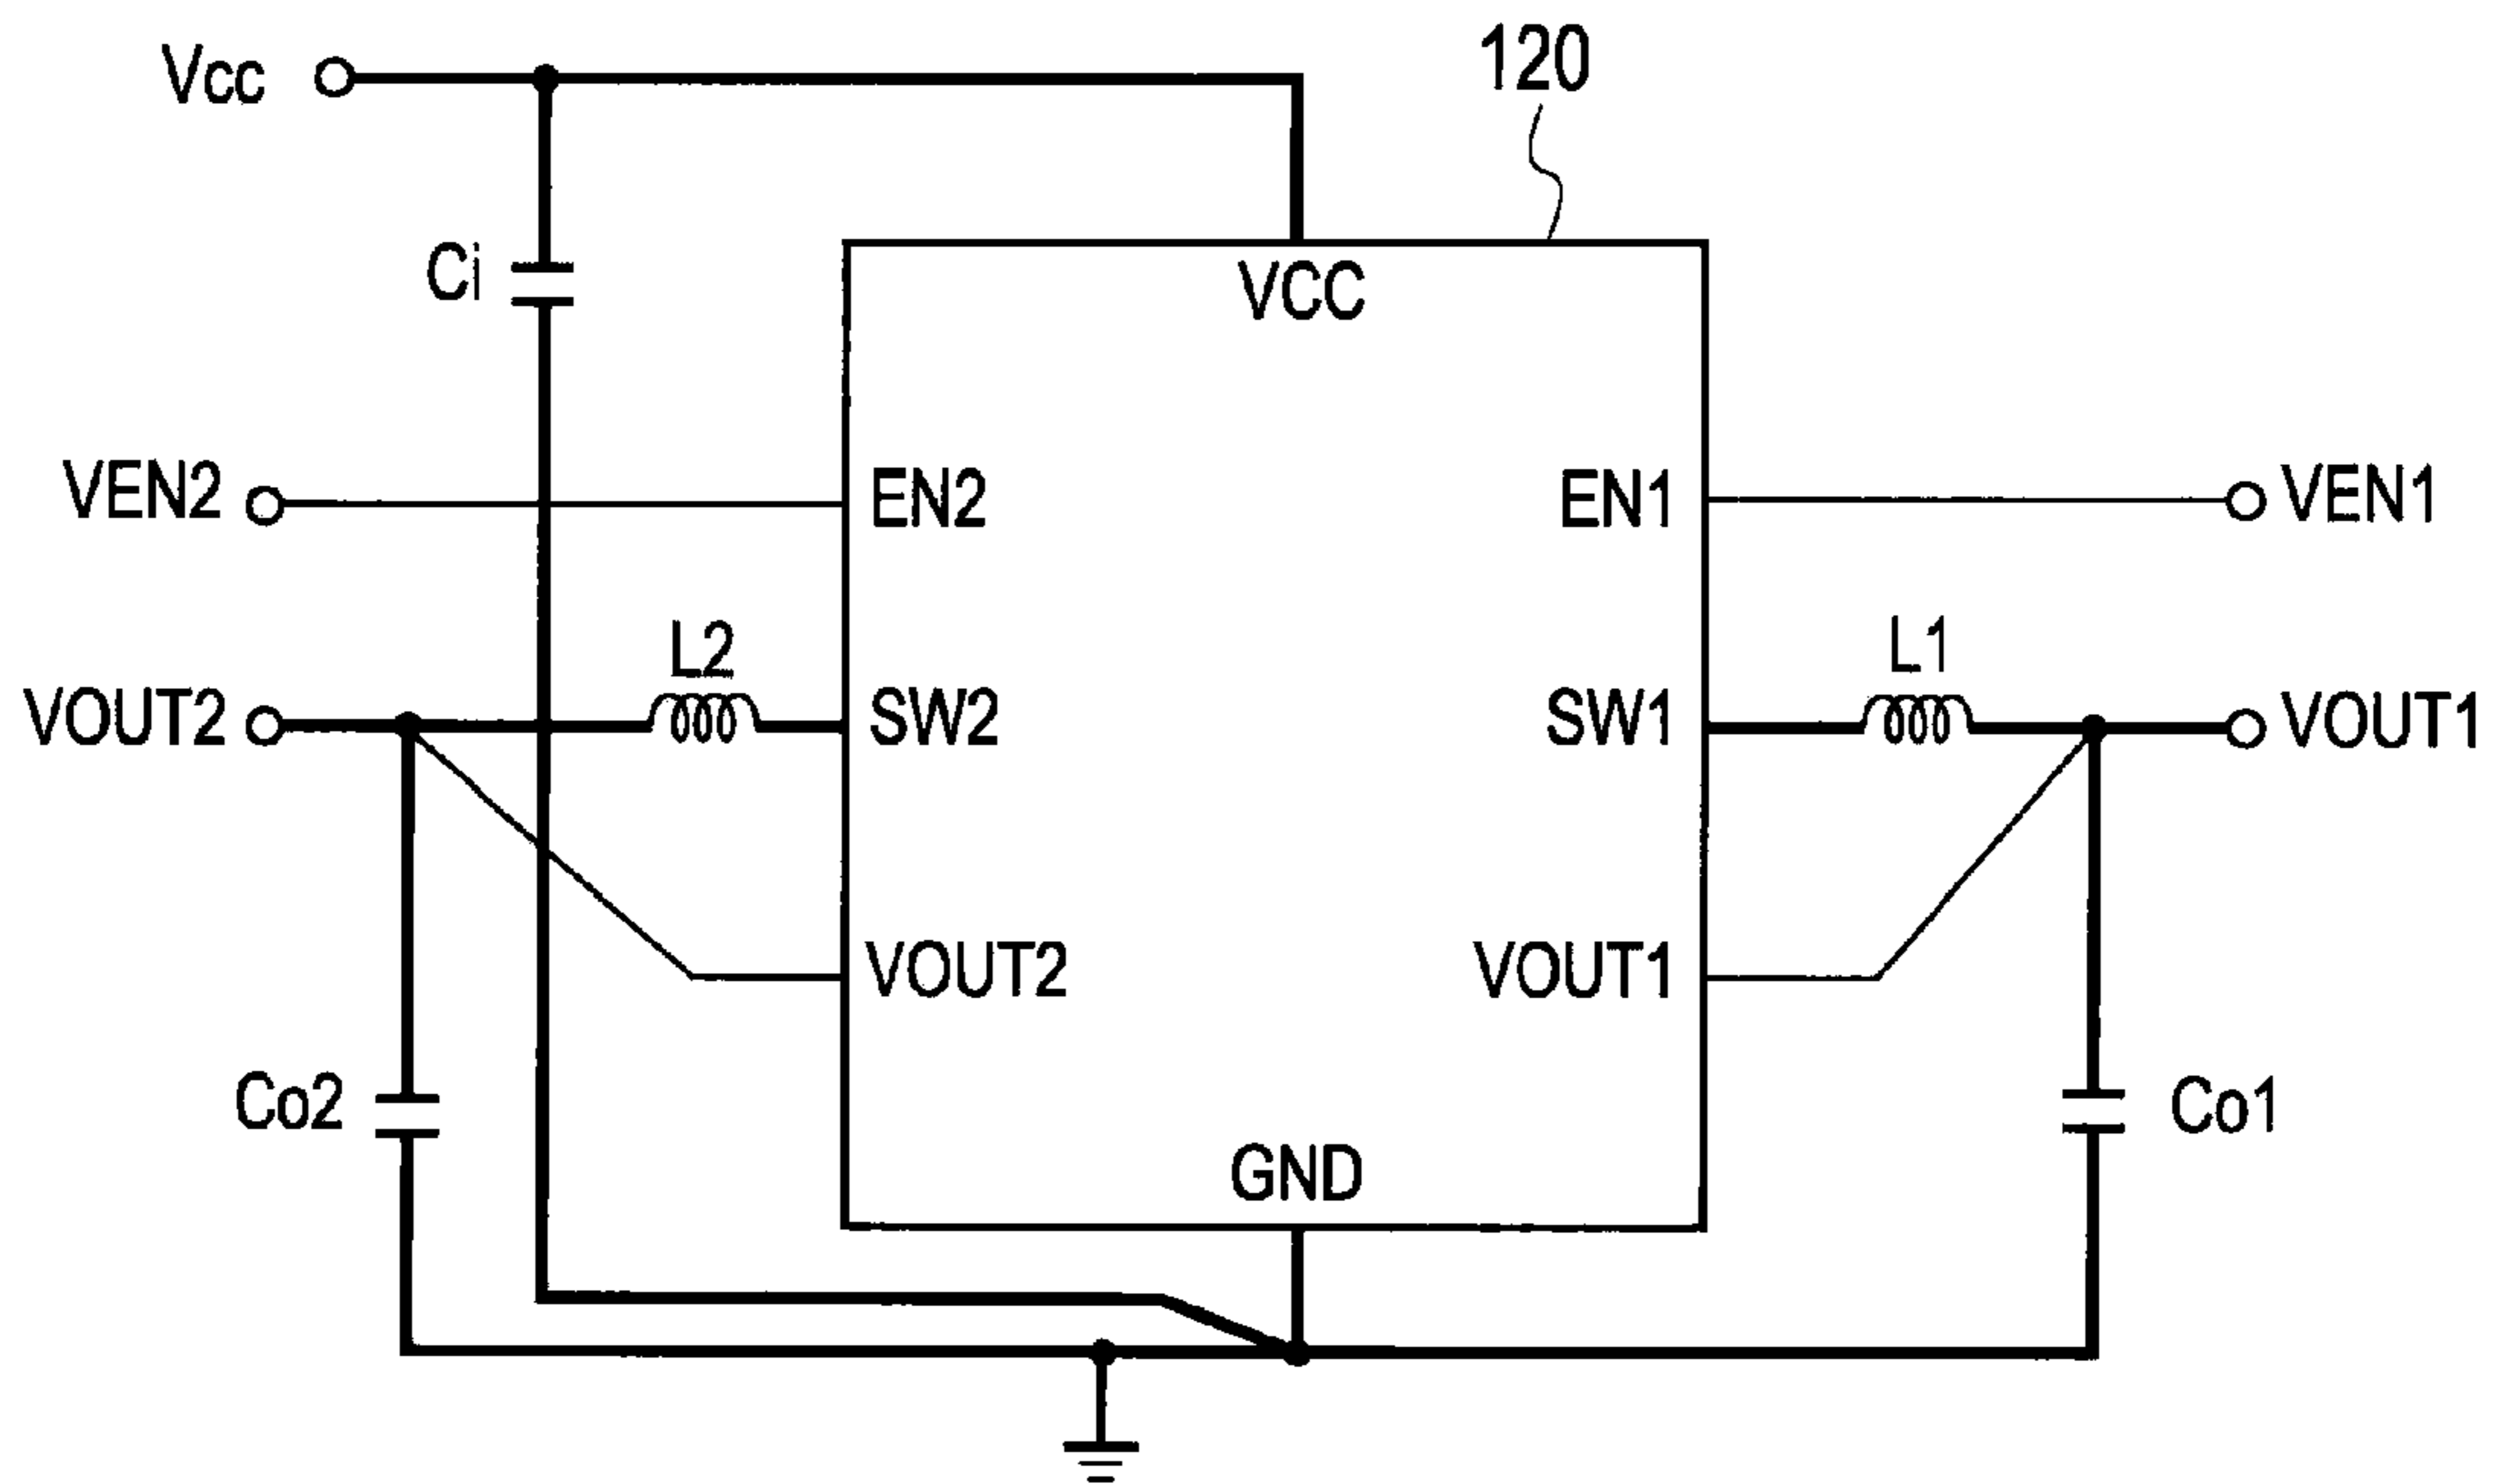 120
Vcc
Ci
VCC
VEN2
EN2
EN1
VEN1
L2
L1
VOUT2
SW2
SW1
VOUT1
VOUT2
VOUT1
Co2
Co1
GND